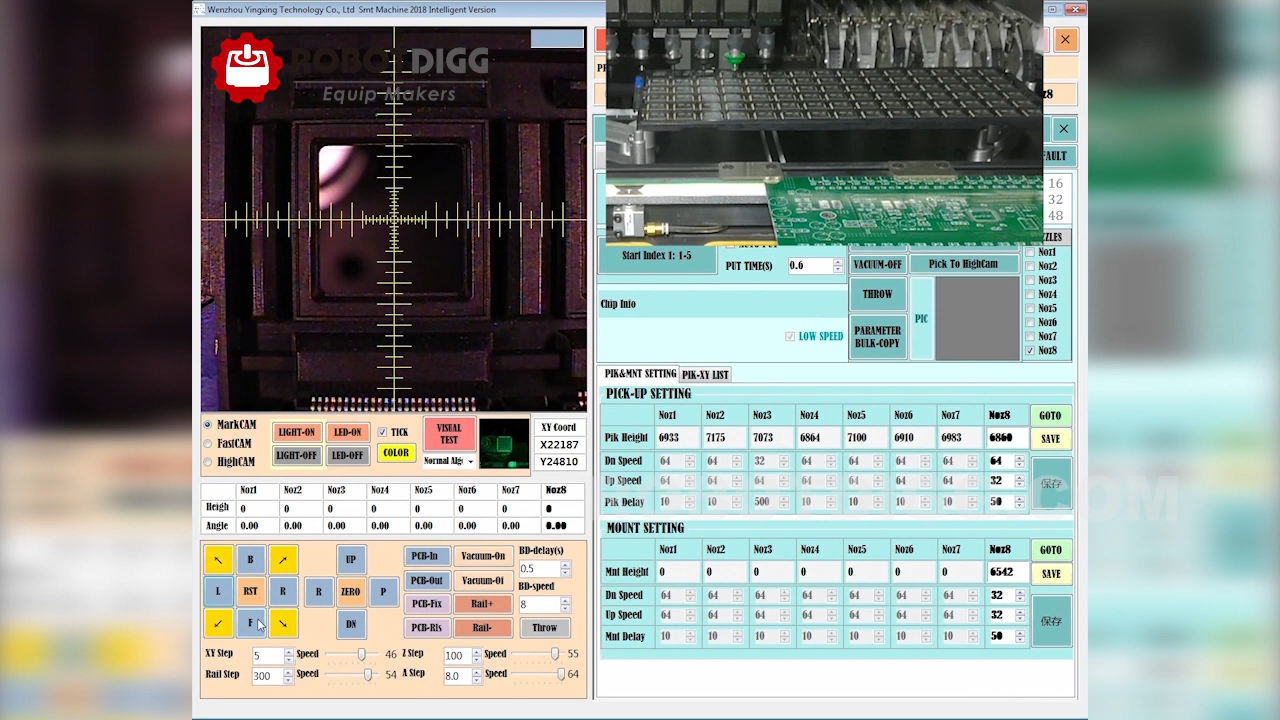 Wenzhou Yingxing Technology Co., Ltd Smt Machine 2018 Intelligent Version
DIGG
Equip Makers
Start Index 1: 1-5
PUT TIME(S) 0.6
VACUUM-OFF Pick To HighCam
Chip Info
THROW
PIC
LOW SPEED
PARAMETER
BULK-COPY
16
32
48
Noz1
Noz2
Noz3
Noz4
Noz5
Noz6
Noz7
Noz8
MarkCAM
FastCAM
HighCAM
LIGHT-ON LED-ON TICK
LIGHT-OFF LED-OFF COLOR
VISUAL
TEST
XY Coord
X22187
Y24810
Noz1 Noz2 Noz3 Noz4 Noz5 Noz6 Noz7 Noz8
Heigh 0 0 0 0 0 0 0 0
Angle 0.00 0.00 0.00 0.00 0.00 0.00 0.00 0.00
B UP PCB-In Vacuum-On BD-delay(s)
0.5
L RST R R ZERO P PCB-Out BD-speed
8
PCB-Fix Rail+
F DN PCB-Rls Rail- Throw
XY Step 5 Speed 46 Z Step 100 Speed 55
Rail Step 300 Speed 54 A Step 8.0 Speed 64
PIK&MNT SETTING PIK-XY LIST
PICK-UP SETTING
Noz1 Noz2 Noz3 Noz4 Noz5 Noz6 Noz7 Noz8 GOTO
Pik Height 6933 7175 7073 6864 7100 6910 6983 6860 SAVE
Dn Speed 64 64 32 64 64 64 64 64
Up Speed 64 64 64 64 64 64 64 32 保存
Pik Delay 10 10 500 10 10 10 10 50
MOUNT SETTING
Noz1 Noz2 Noz3 Noz4 Noz5 Noz6 Noz7 Noz8 GOTO
Mnt Height 0 0 0 0 0 0 0 6542 SAVE
Dn Speed 64 64 64 64 64 64 64 32
Up Speed 64 64 64 64 64 64 64 32 保存
Mnt Delay 10 10 10 10 10 10 10 50